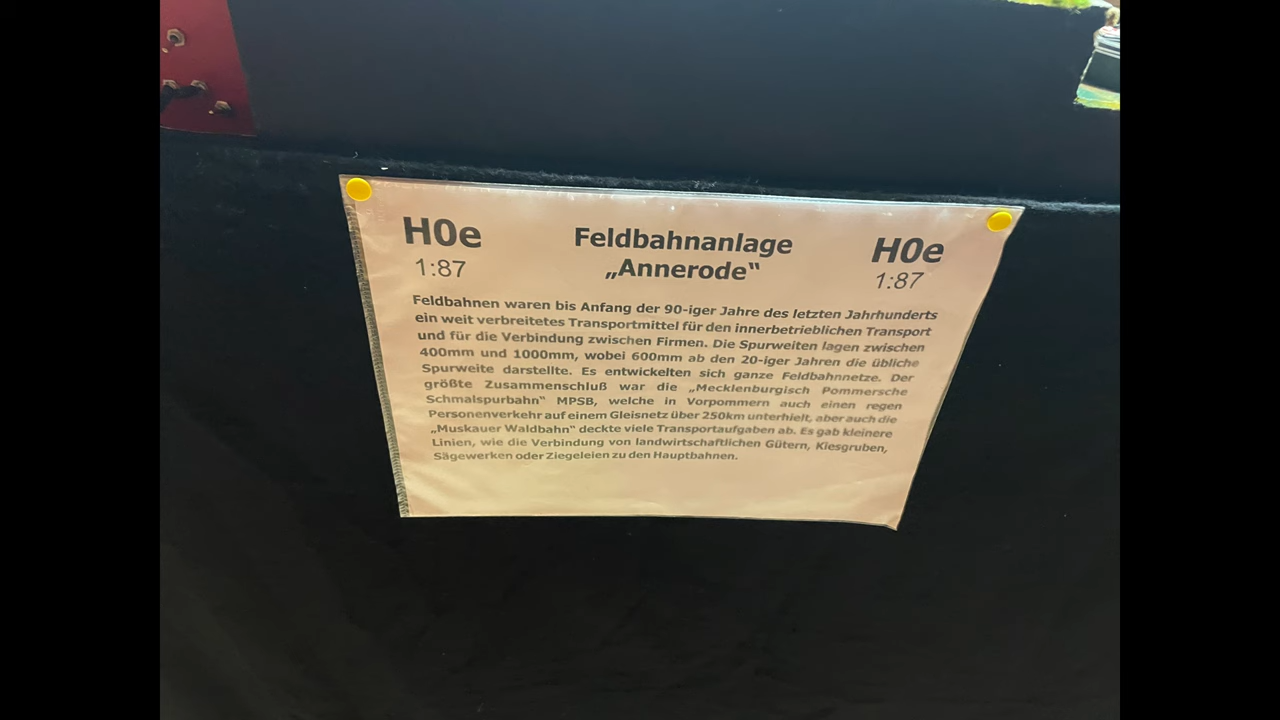 H0e Feldbahnanlage H0e
1:87 „Annerode“ 1:87
Feldbahnen waren bis Anfang der 90-iger Jahre des letzten Jahrhunderts
ein weit verbreitetes Transportmittel für den innerbetrieblichen Transport
und für die Verbindung zwischen Firmen. Die Spurweiten lagen zwischen
400mm und 1000mm, wobei 600mm ab den 20-iger Jahren die übliche
Spurweite darstellte. Es entwickelten sich ganze Feldbahnnetze. Der
größte Zusammenschluß war die „Mecklenburgisch Pommersche
Schmalspurbahn“ MPSB, welche in Vorpommern auch einen regen
Personenverkehr auf einem Gleisnetz über 250km unterhielt, aber auch die
„Muskauer Waldbahn“ deckte viele Transportaufgaben ab. Es gab kleinere
Linien, wie die Verbindung von landwirtschaftlichen Gütern, Kiesgruben,
Sägewerken oder Ziegeleien zu den Hauptbahnen.